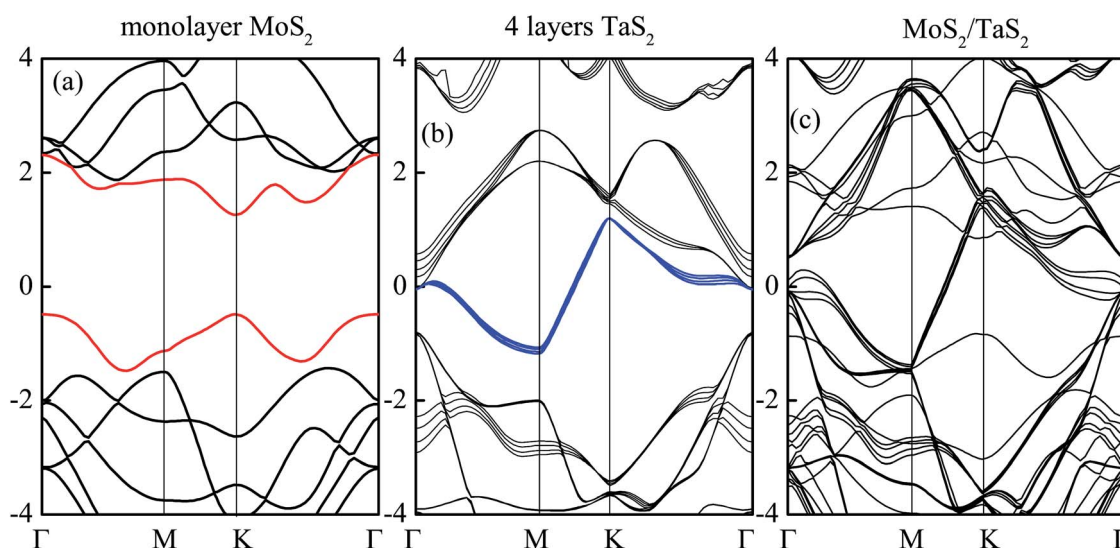 monolayer MoS₂ 4 layers TaS₂ MoS₂/TaS₂
4 4 4
(a) (b) (c)
2 2 2
0 0 0
-2 -2 -2
-4 -4 -4
Γ M K Γ Γ M K Γ Γ M K Γ